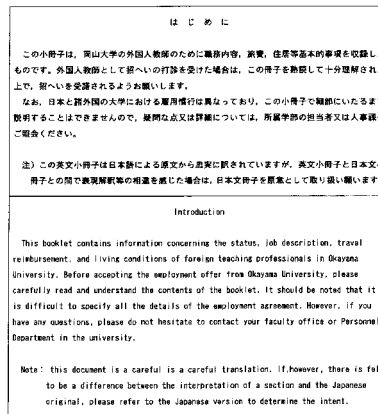 は じ め に
この小冊子は、岡山大学の外国人教師のために職務内容、旅費、住居等基本的事項を収録し
ものです。外国人教師として招へいの打診を受けた場合は、この冊子を熟読して十分理解され
上で、招へいを受諾されるようお願いします。
なお、日本と諸外国の大学における雇用慣行は異なっており、この小冊子で細部にいたるま
説明することはできませんので、疑問な点又は詳細については、所属学部の担当者又は人事課
ご照会ください。
注）この英文小冊子は日本語による原文から忠実に訳されていますが、英文小冊子と日本文
冊子との間で表現解釈等の相違を感じた場合は、日本文冊子を原意として取り扱い願います
Introduction
This booklet contains information concerning the status, job description, travel
reimbursement, and living conditions of foreign teaching professionals in Okayama
University. Before accepting the employment offer from Okayama University, please
carefully read and understand the contents of the booklet. It should be noted that it
is difficult to specify all the details of the employment agreement. However, if you
have any questions, please do not hesitate to contact your faculty office or Personnel
Department in the university.
Note: this document is a careful is a careful translation. If,however, there is fel
to be a difference between the interpretation of a section and the Japanese
original, please refer to the Japanese version to determine the intent.